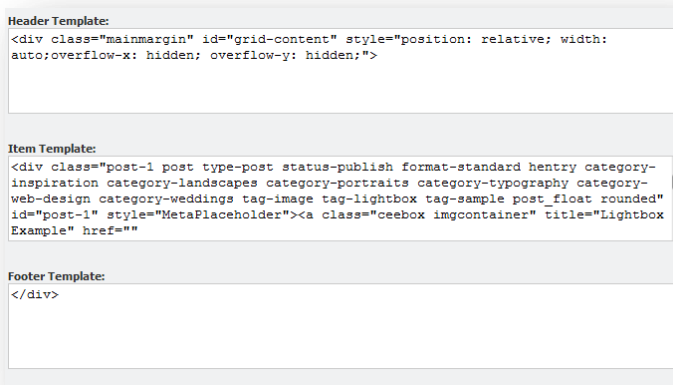 Header Template:
<div class="mainmargin" id="grid-content" style="position: relative; width:
auto;overflow-x: hidden; overflow-y: hidden;">
Item Template:
<div class="post-1 post type-post status-publish format-standard hentry category-
inspiration category-landscapes category-portraits category-typography category-
web-design category-weddings tag-image tag-lightbox tag-sample post_float rounded"
id="post-1" style="MetaPlaceholder"><a class="ceebox imgcontainer" title="Lightbox
Example" href=""
Footer Template:
</div>